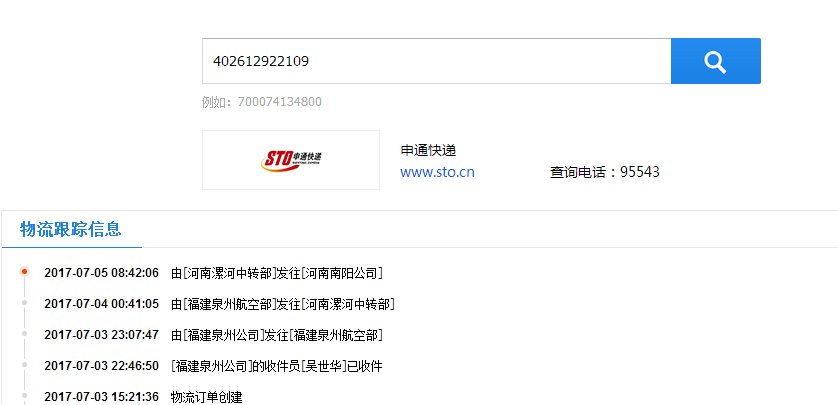 402612922109
例如：700074134800
STO申通快递
申通快递
www.sto.cn 查询电话：95543
物流跟踪信息
2017-07-05 08:42:06 由[河南漯河中转部]发往[河南南阳公司]
2017-07-04 00:41:05 由[福建泉州航空部]发往[河南漯河中转部]
2017-07-03 23:07:47 由[福建泉州公司]发往[福建泉州航空部]
2017-07-03 22:46:50 [福建泉州公司]的收件员[吴世华]已收件
2017-07-03 15:21:36 物流订单创建